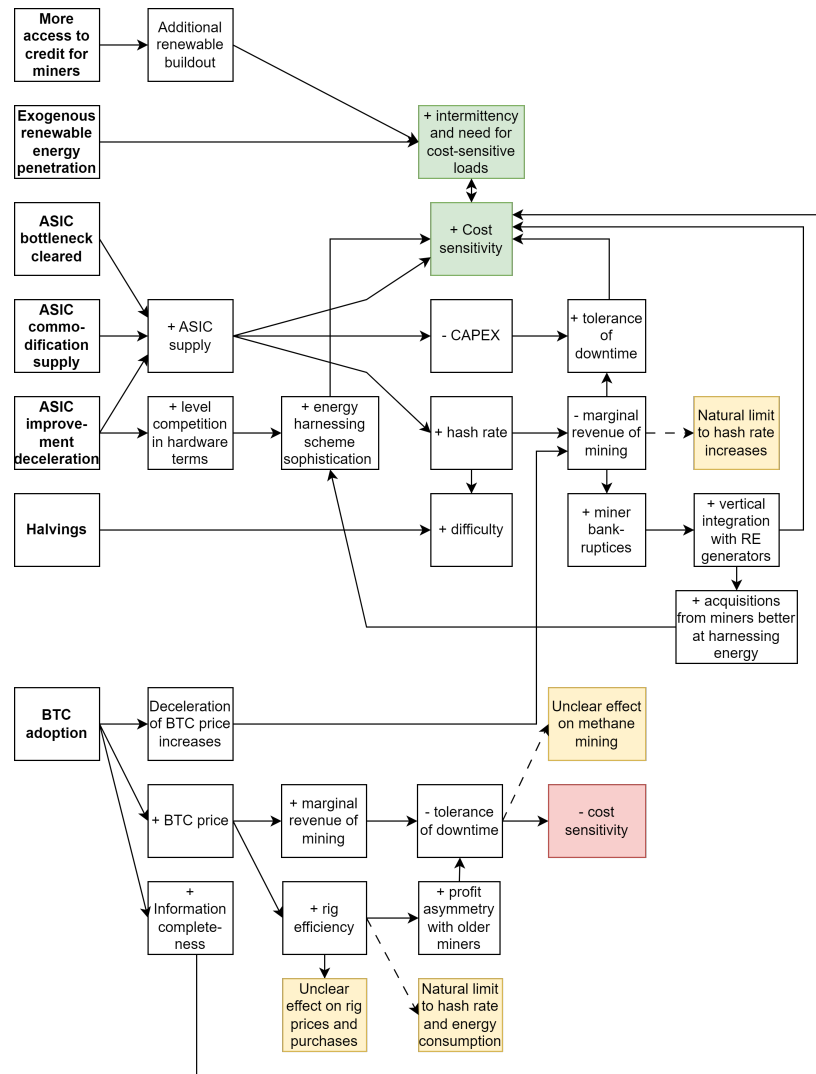 More
access to
credit for
miners
Additional
renewable
buildout
Exogenous
renewable
energy
penetration
+ intermittency
and need for
cost-sensitive
loads
ASIC
bottleneck
cleared
+ Cost
sensitivity
ASIC
commo-
dification
supply
+ ASIC
supply
- CAPEX
+ tolerance
of
downtime
ASIC
improve-
ment
deceleration
+ level
competition
in hardware
terms
+ energy
harnessing
scheme
sophistication
+ hash rate
- marginal
revenue of
mining
Natural limit
to hash rate
increases
Halvings
+ difficulty
+ miner
bank-
ruptices
+ vertical
integration
with RE
generators
+ acquisitions
from miners better
at harnessing
energy
BTC
adoption
Deceleration
of BTC price
increases
Unclear effect
on methane
mining
+ BTC price
+ marginal
revenue of
mining
- tolerance
of downtime
- cost
sensitivity
+
Information
complete-
ness
+ rig
efficiency
+ profit
asymmetry
with older
miners
Unclear
effect on rig
prices and
purchases
Natural limit
to hash rate
and energy
consumption